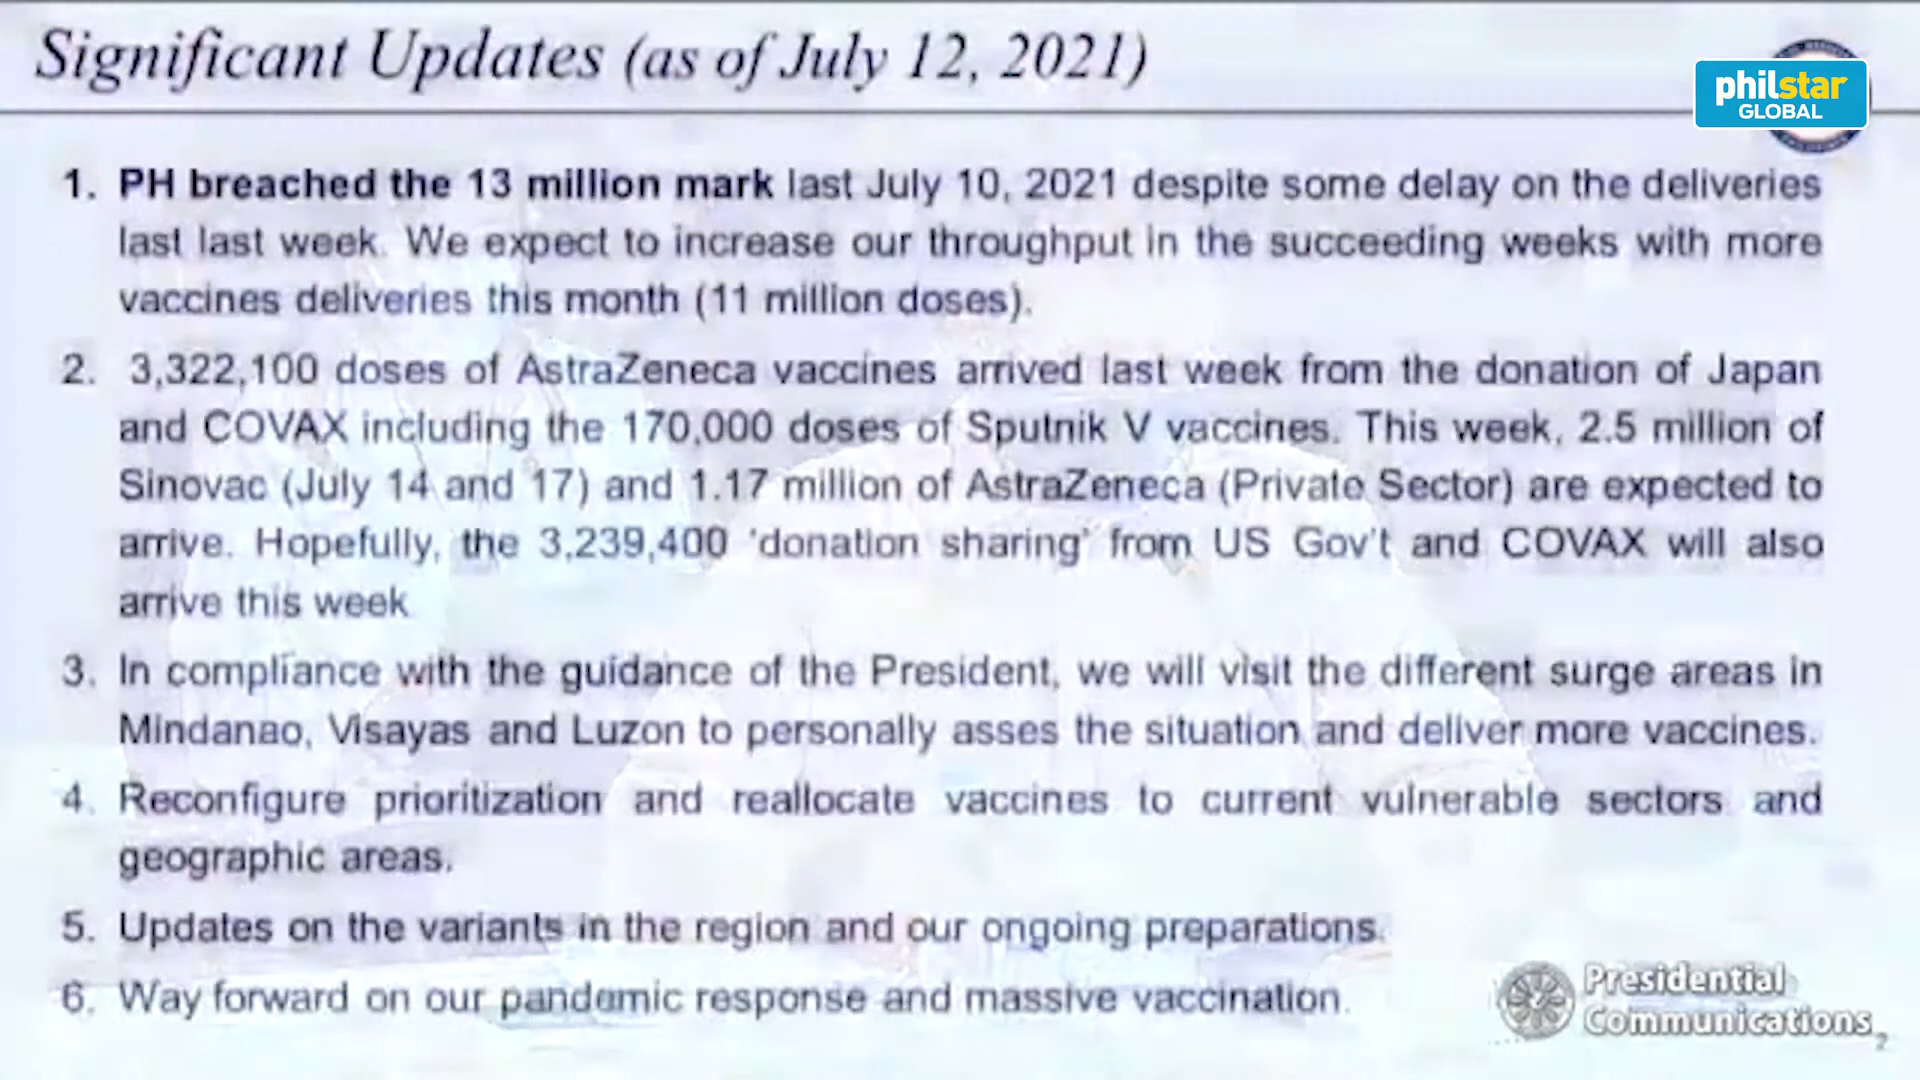 Significant Updates (as of July 12, 2021)
philstar
GLOBAL
1. PH breached the 13 million mark last July 10, 2021 despite some delay on the deliveries
last last week. We expect to increase our throughput in the succeeding weeks with more
vaccines deliveries this month (11 million doses).
2. 3,322,100 doses of AstraZeneca vaccines arrived last week from the donation of Japan
and COVAX including the 170,000 doses of Sputnik V vaccines. This week, 2.5 million of
Sinovac (July 14 and 17) and 1.17 million of AstraZeneca (Private Sector) are expected to
arrive. Hopefully, the 3,239,400 'donation sharing' from US Gov't and COVAX will also
arrive this week
3. In compliance with the guidance of the President, we will visit the different surge areas in
Mindanao, Visayas and Luzon to personally asses the situation and deliver more vaccines.
4. Reconfigure prioritization and reallocate vaccines to current vulnerable sectors and
geographic areas.
5. Updates on the variants in the region and our ongoing preparations.
6. Way forward on our pandemic response and massive vaccination.
Presidential
Communications
2